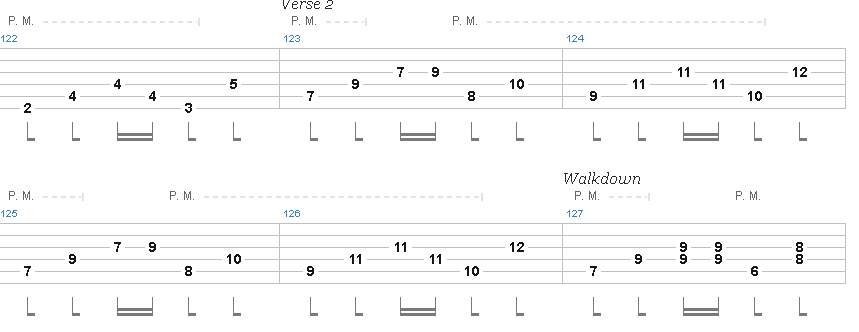 Verse 2
P. M. P. M. P. M.
122 123 124
7 9 11 12
4 5 9 10 11 11
4 4 7 8 9 10
2 3
Walkdown
P. M. P. M. P. M. P. M.
125 126 127
7 9 11 12 9 9 8
9 10 11 11 9 9 9 8
7 8 9 10 7 6